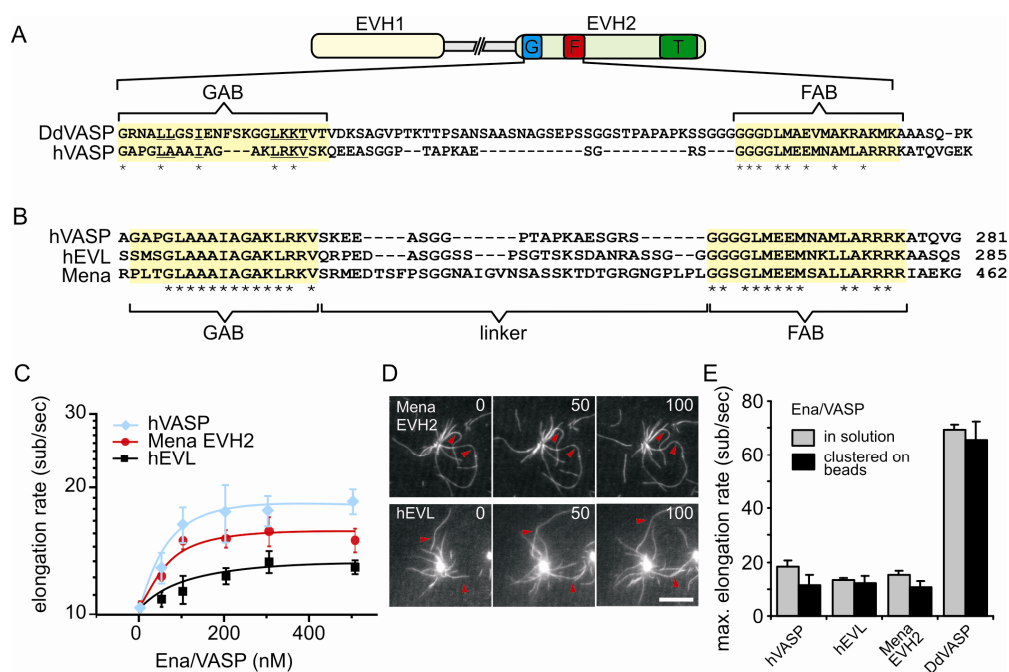 A
EVH1
EVH2
G
F
T
GAB
FAB
DdVASP GRNALLGSIENFSKGGLKKTVTVDKSAGVPTKTTPSANSAASNAGSEPSSGGSTPAPAPKSSGGGGGGGDLMAEVMAKRAKMKAAASQ-PK
hVASP GAPGLAAAIAG---AKLRKVSKQEEASGGP--TAPKAE-----------SG---------RS---GGGGLMEEMNAMLARRRKATQVGEK
* * * * * *** ** * * *
B
hVASP AGAPGLAAAIAGAKLRKVSKEE----ASGG------PTAPKAESGRS------GGGGLMEEMNAMLARRRKATQVG 281
hEVL SSMSGLAAAIAGAKLRRVQRPED---ASGGSS----PSGTSKSDANRASSG--GGGGLMEEMNKLLAKRRKAASQS 285
Mena RPLTGLAAAIAGAKLRKVSRMEDTSFPSGGNAIGVNSASSKTDTGRGNGPLPLGGSGLMEEMSALLARRRRIAEKG 462
************ * ** ****** ** **
GAB
linker
FAB
C
elongation rate (sub/sec)
30
20
10
hVASP
Mena EVH2
hEVL
0 200 400
Ena/VASP (nM)
D
Mena
EVH2
0
50
100
hEVL
0
50
100
E
max. elongation rate (sub/sec)
80
60
40
20
0
Ena/VASP
in solution
clustered on
beads
hVASP
hEVL
Mena
EVH2
DdVASP